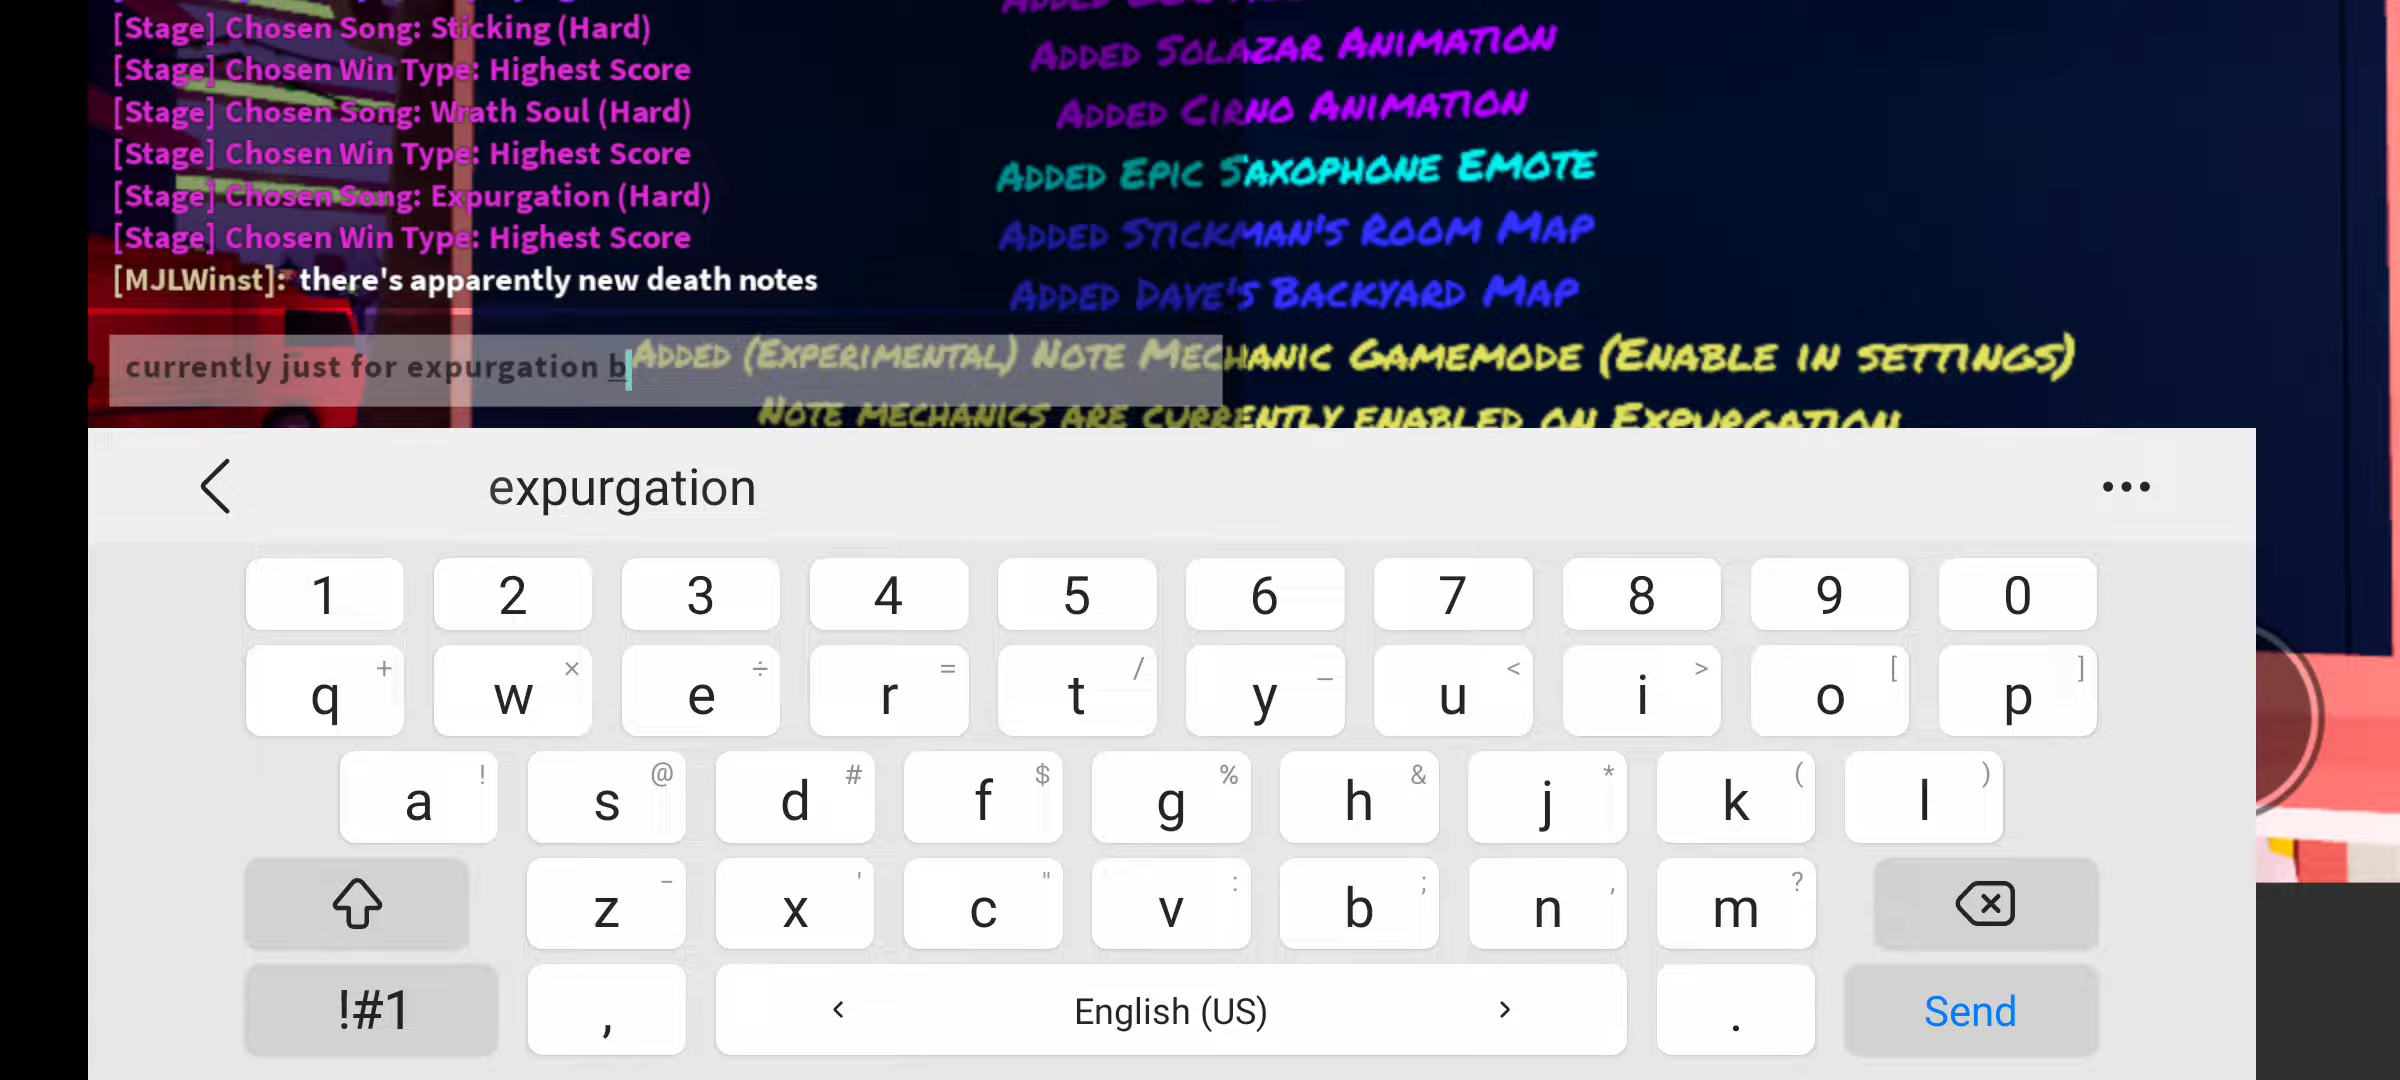 [Stage] Chosen Song: Sticking (Hard)
[Stage] Chosen Win Type: Highest Score
[Stage] Chosen Song: Wrath Soul (Hard)
[Stage] Chosen Win Type: Highest Score
[Stage] Chosen Song: Expurgation (Hard)
[Stage] Chosen Win Type: Highest Score
[MJLWinst]: there's apparently new death notes
currently just for expurgation b
Added
Added Solazar Animation
Added Cirno Animation
Added Epic Saxophone Emote
Added Stickman's Room Map
Added Dave's Backyard Map
Added (Experimental) Note Mechanic Gamemode (Enable in settings)
Note mechanics are currently enabled on Expurgation
expurgation
1 2 3 4 5 6 7 8 9 0
+ × ÷ = / _ < > [ ]
q w e r t y u i o p
! @ # $ % & * ( )
a s d f g h j k l
- ' " : ; , ?
z x c v b n m
!#1 , < English (US) > . Send